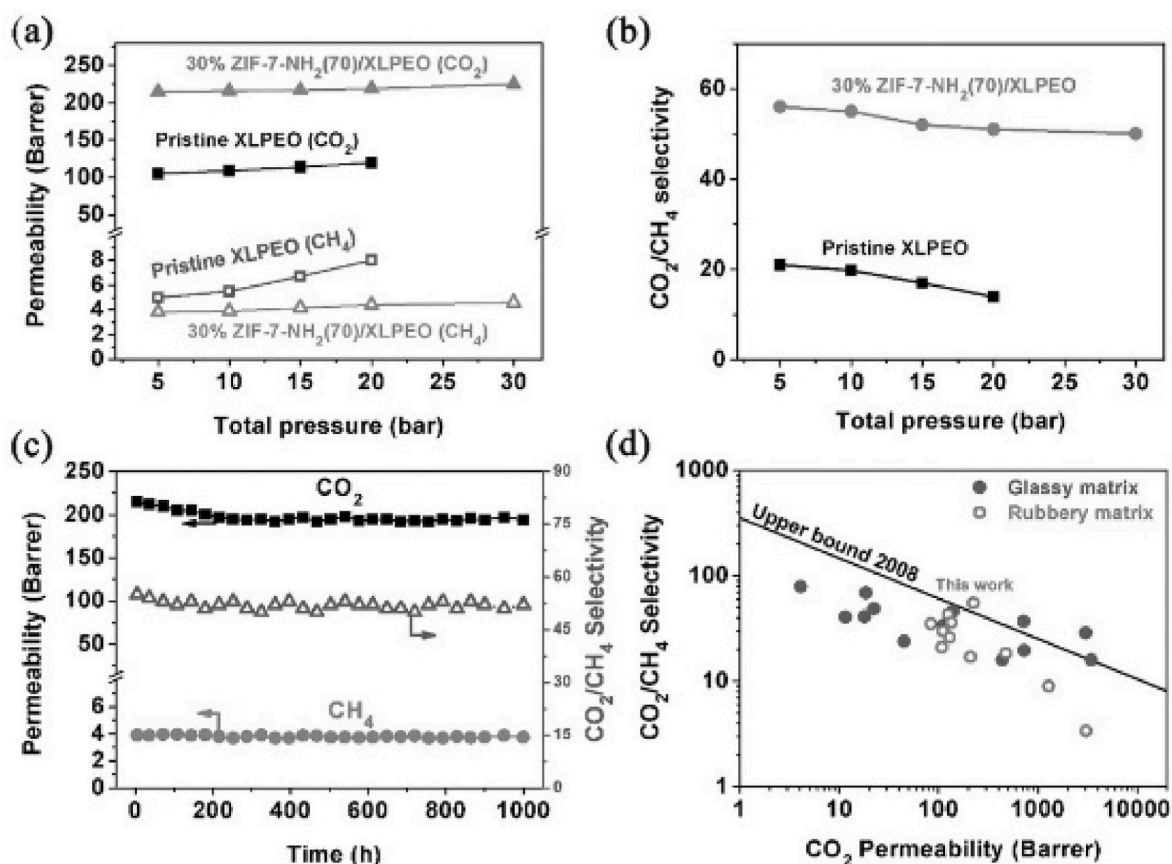 (a)
Permeability (Barrer)
250
200
150
100
50
8
6
4
2
0
30% ZIF-7-NH₂(70)/XLPEO (CO₂)
Pristine XLPEO (CO₂)
Pristine XLPEO (CH₄)
30% ZIF-7-NH₂(70)/XLPEO (CH₄)
5 10 15 20 25 30
Total pressure (bar)
(b)
CO₂/CH₄ selectivity
60
40
20
0
30% ZIF-7-NH₂(70)/XLPEO
Pristine XLPEO
5 10 15 20 25 30
Total pressure (bar)
(c)
Permeability (Barrer)
250
200
150
100
50
8
6
4
2
0
CO₂
CH₄
90
75
60
45
30
15
0
CO₂/CH₄ Selectivity
0 200 400 600 800 1000
Time (h)
(d)
CO₂/CH₄ Selectivity
1000
100
10
1
Glassy matrix
Rubbery matrix
Upper bound 2008
This work
1 10 100 1000 10000
CO₂ Permeability (Barrer)